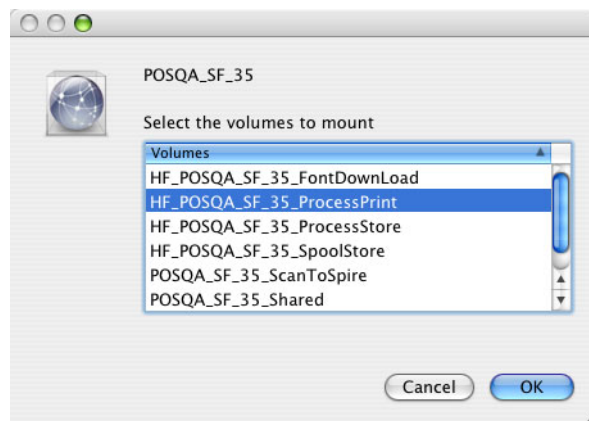 POSQA_SF_35
Select the volumes to mount
Volumes
HF_POSQA_SF_35_FontDownLoad
HF_POSQA_SF_35_ProcessPrint
HF_POSQA_SF_35_ProcessStore
HF_POSQA_SF_35_SpoolStore
POSQA_SF_35_ScanToSpire
POSQA_SF_35_Shared
Cancel OK